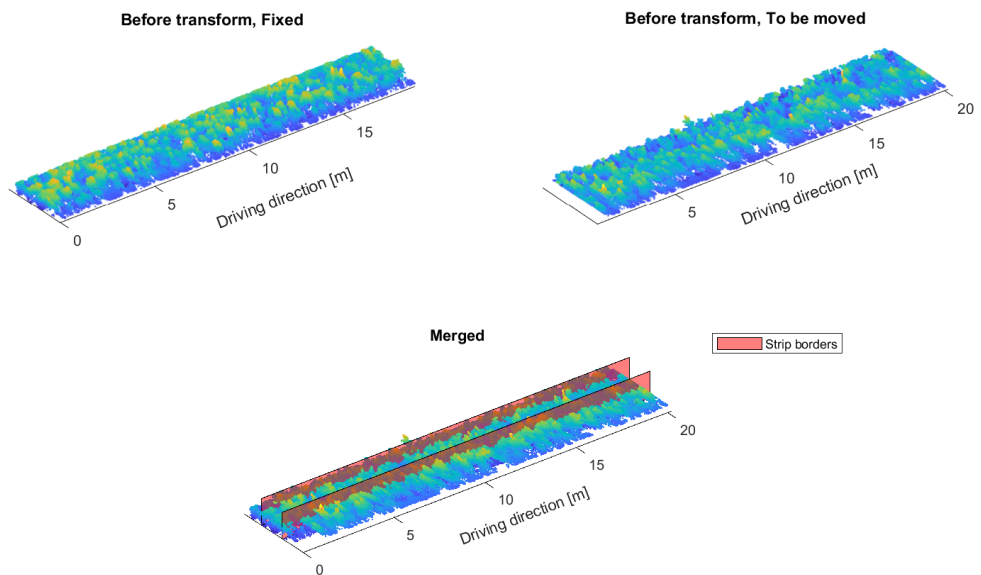 Before transform, Fixed
Before transform, To be moved
0
5
10
15
Driving direction [m]
5
10
15
20
Driving direction [m]
Merged
Strip borders
0
5
10
15
20
Driving direction [m]